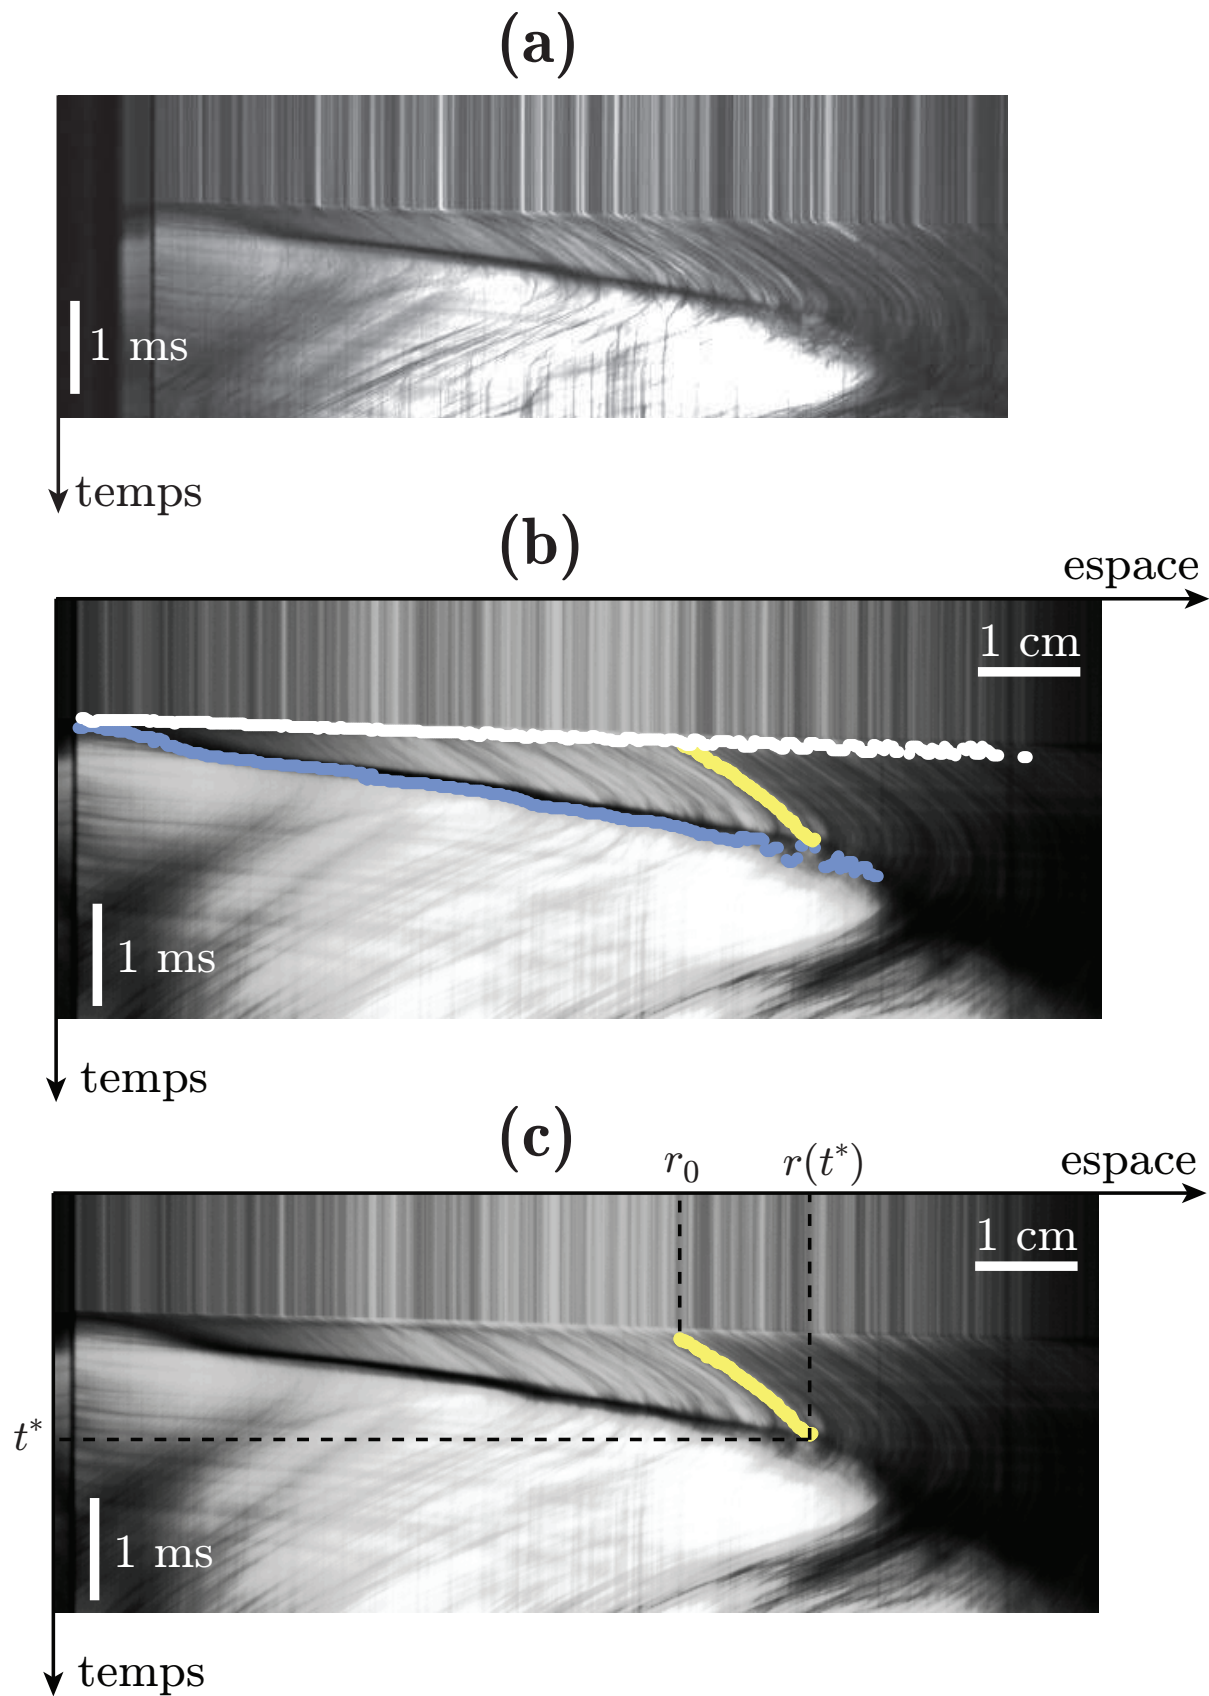 (a)
1 ms
temps
(b)
espace
1 cm
1 ms
temps
(c)
r₀ r(t*) espace
1 cm
t*
1 ms
temps